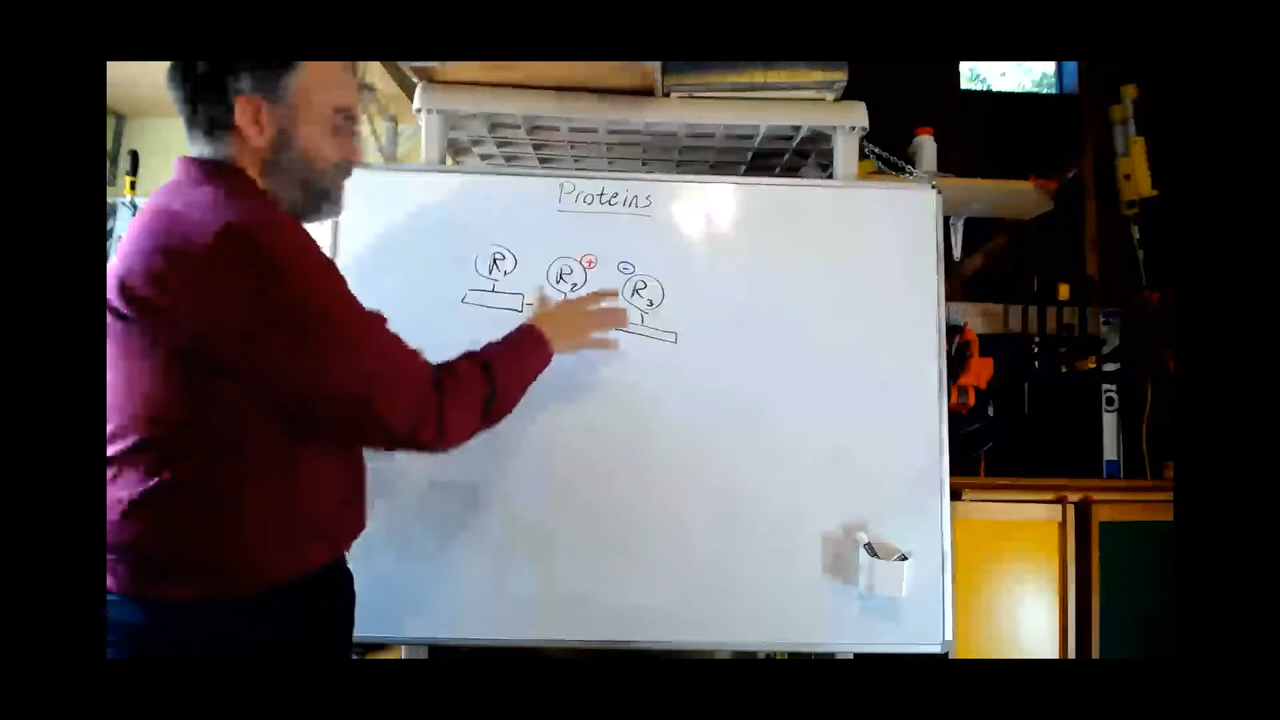 Proteins
R₁ R₂ ⊕ ⊖ R₃